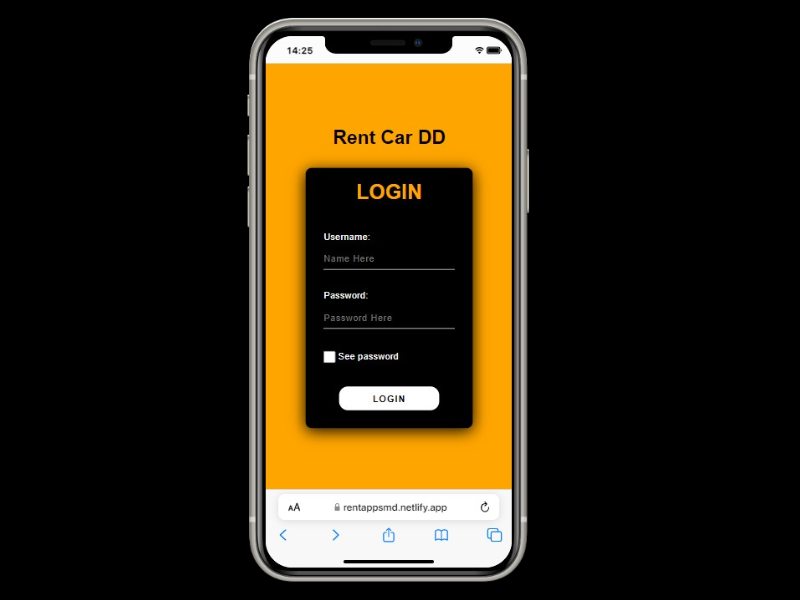 14:25
Rent Car DD
LOGIN
Username:
Name Here
Password:
Password Here
See password
LOGIN
AA
rentappsmd.netlify.app